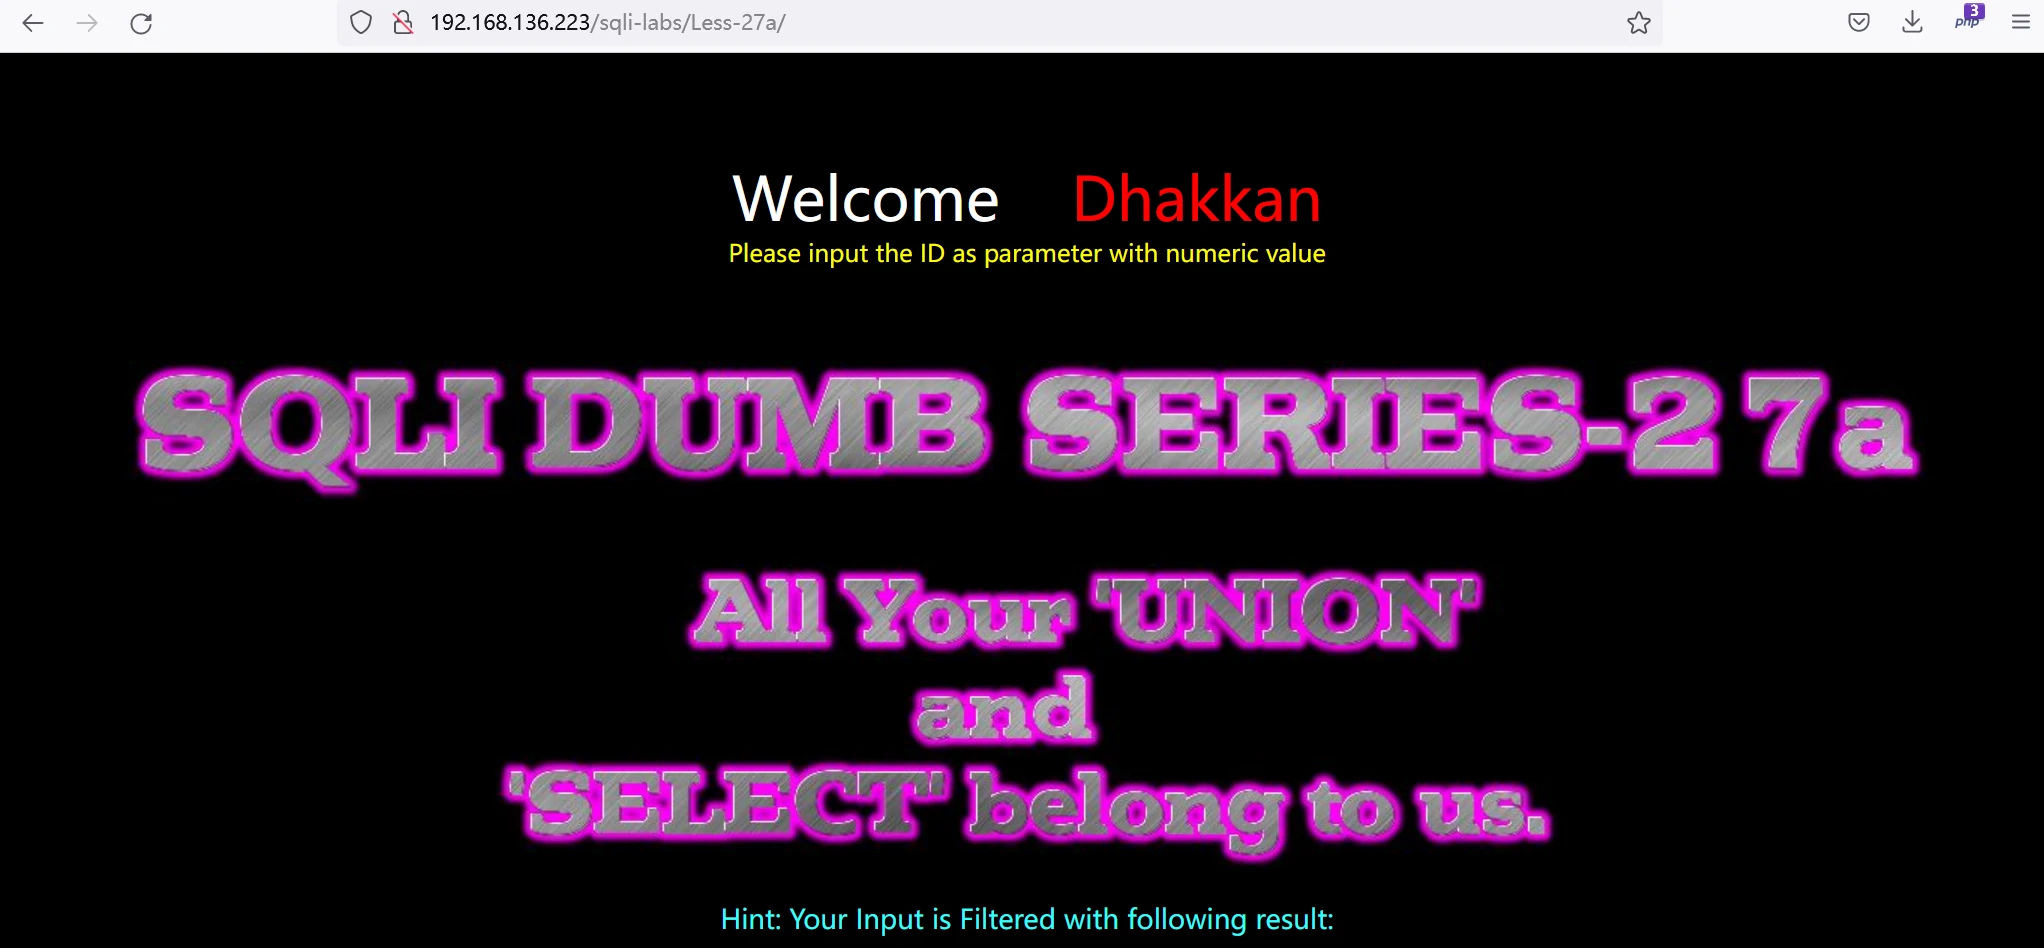 192.168.136.223/sqli-labs/Less-27a/
3
php
Welcome Dhakkan
Please input the ID as parameter with numeric value
SQLI DUMB SERIES-27a
All Your 'UNION'
and
'SELECT' belong to us.
Hint: Your Input is Filtered with following result: